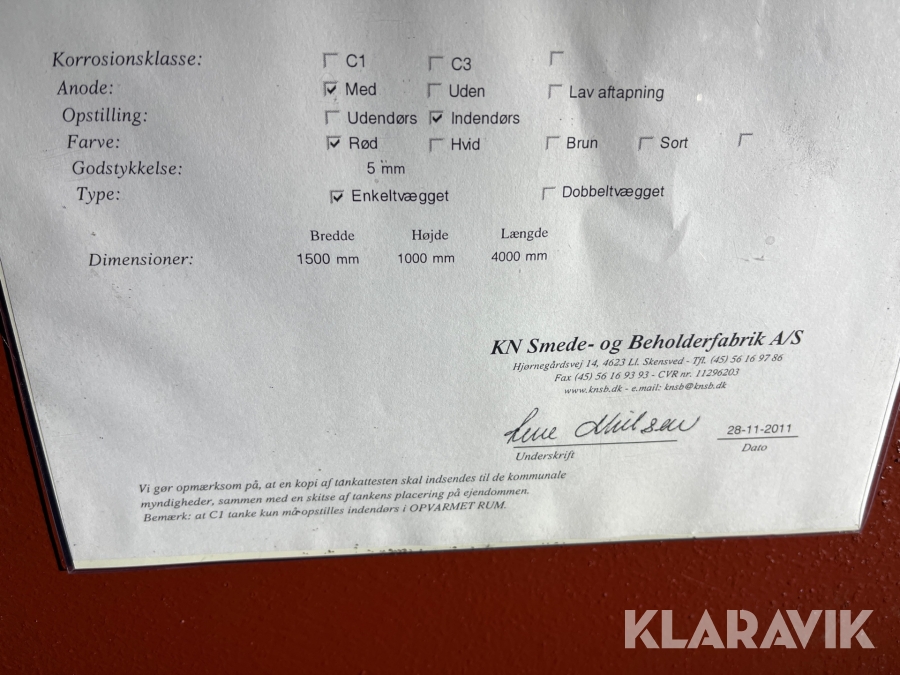 Korrosionsklasse: C1 C3
Anode: Med Uden Lav aftapning
Opstilling: Udendørs Indendørs
Farve: Rød Hvid Brun Sort
Godstykkelse: 5 mm
Type: Enkeltvægget Dobbeltvægget
Bredde Højde Længde
Dimensioner: 1500 mm 1000 mm 4000 mm
KN Smede- og Beholderfabrik A/S
Hjørnegårdsvej 14, 4623 Ll. Skensved - Tfl. (45) 56 16 97 86
Fax (45) 56 16 93 93 - CVR nr. 11296203
www.knsb.dk - e.mail: knsb@knsb.dk
28-11-2011
Underskrift Dato
Vi gør opmærksom på, at en kopi af tankattesten skal indsendes til de kommunale
myndigheder, sammen med en skitse af tankens placering på ejendommen.
Bemærk: at C1 tanke kun må opstilles indendørs i OPVARMET RUM.
KLARAVIK